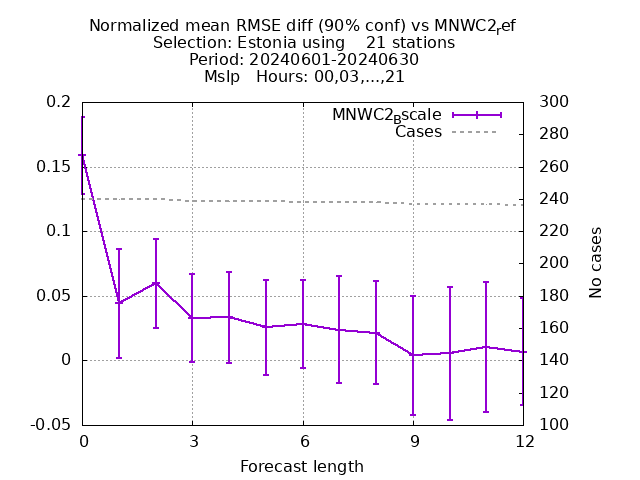 Normalized mean RMSE diff (90% conf) vs MNWC2ref
Selection: Estonia using    21 stations
Period: 20240601-20240630
Mslp   Hours: 00,03,...,21
MNWC2Bscale
Cases
0.2
0.15
0.1
0.05
0
-0.05
300
280
260
240
220
200
180
160
140
120
100
No cases
0
3
6
9
12
Forecast length